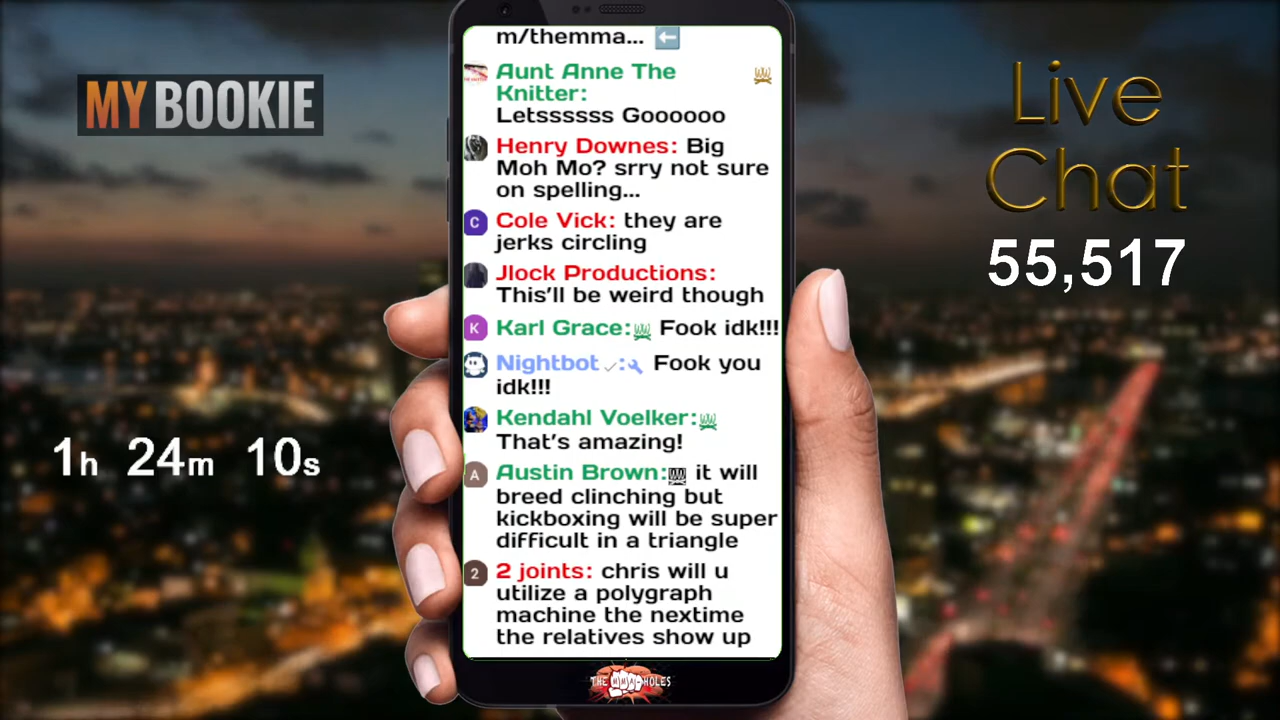 MYBOOKIE
1h 24m 10s
m/themma...
Aunt Anne The
Knitter:
Letssssss Goooooo
Henry Downes: Big
Moh Mo? srry not sure
on spelling...
C
Cole Vick: they are
jerks circling
Jlock Productions:
This'll be weird though
K
Karl Grace: Fook idk!!!
Nightbot : Fook you
idk!!!
Kendahl Voelker:
That's amazing!
A
Austin Brown: it will
breed clinching but
kickboxing will be super
difficult in a triangle
2
2 joints: chris will u
utilize a polygraph
machine the nextime
the relatives show up
THE MMA-HOLES
Live
Chat
55,517